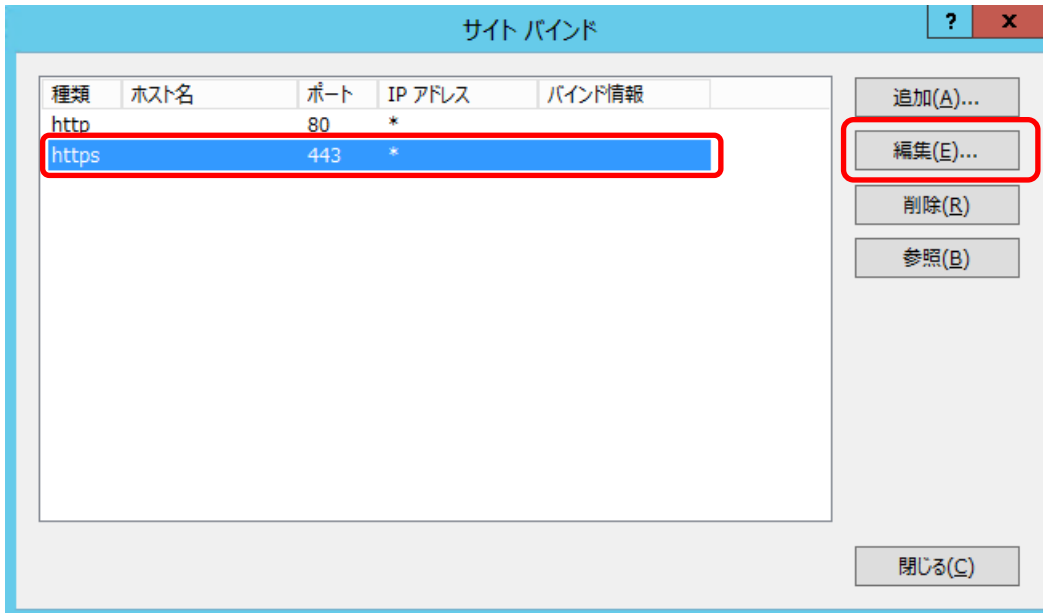 サイト バインド
? x
種類 ホスト名 ポート IP アドレス バインド情報
http 80 *
https 443 *
追加(A)...
編集(E)...
削除(R)
参照(B)
閉じる(C)